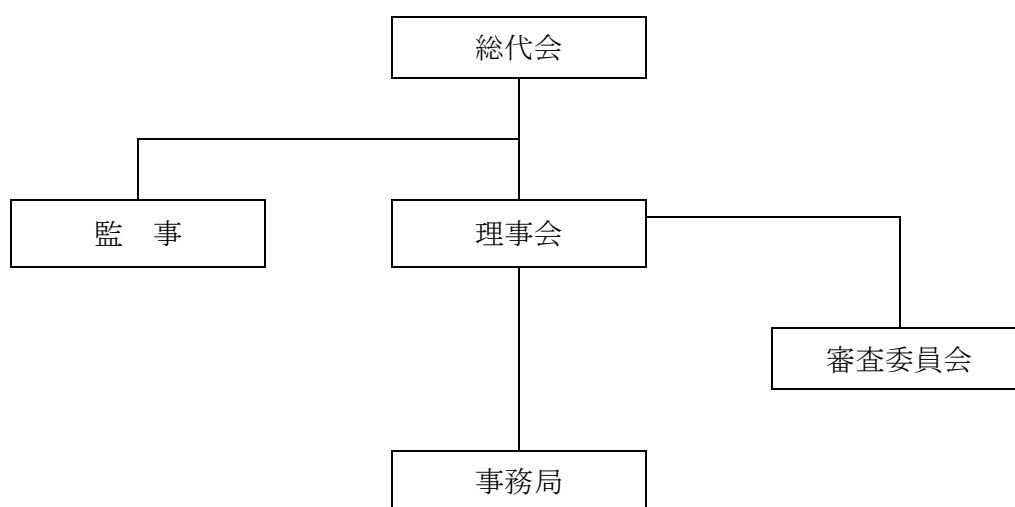 総代会
監　事
理事会
審査委員会
事務局